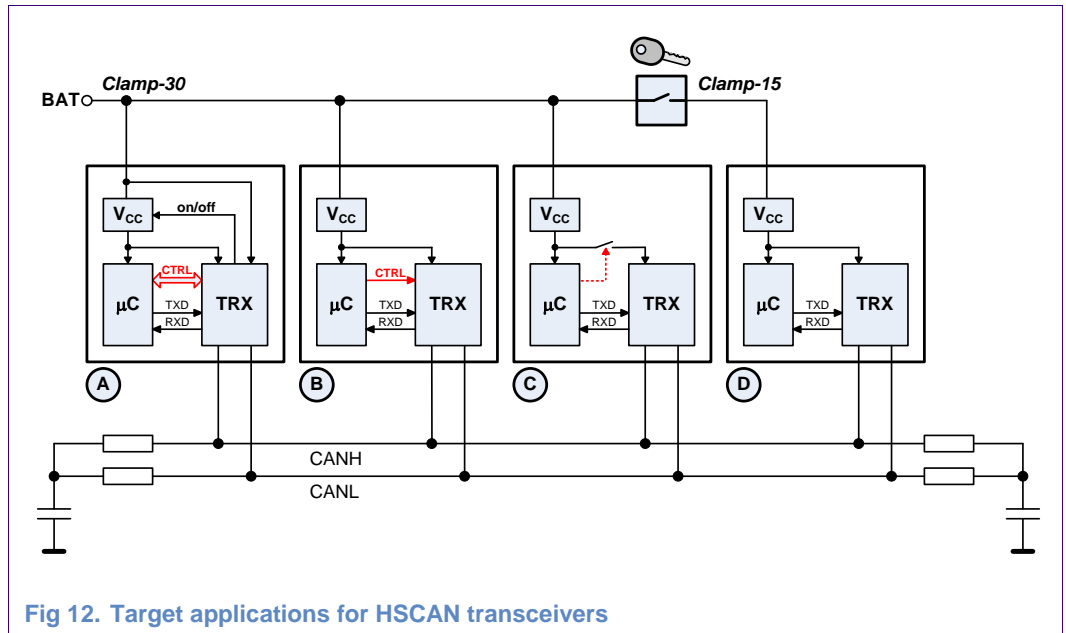 Clamp-30
Clamp-15
BAT
VCC
on/off
VCC
VCC
VCC
CTRL
µC
TRX
TXD
RXD
CTRL
µC
TRX
TXD
RXD
µC
TRX
TXD
RXD
µC
TRX
TXD
RXD
A
B
C
D
CANH
CANL
Fig 12. Target applications for HSCAN transceivers